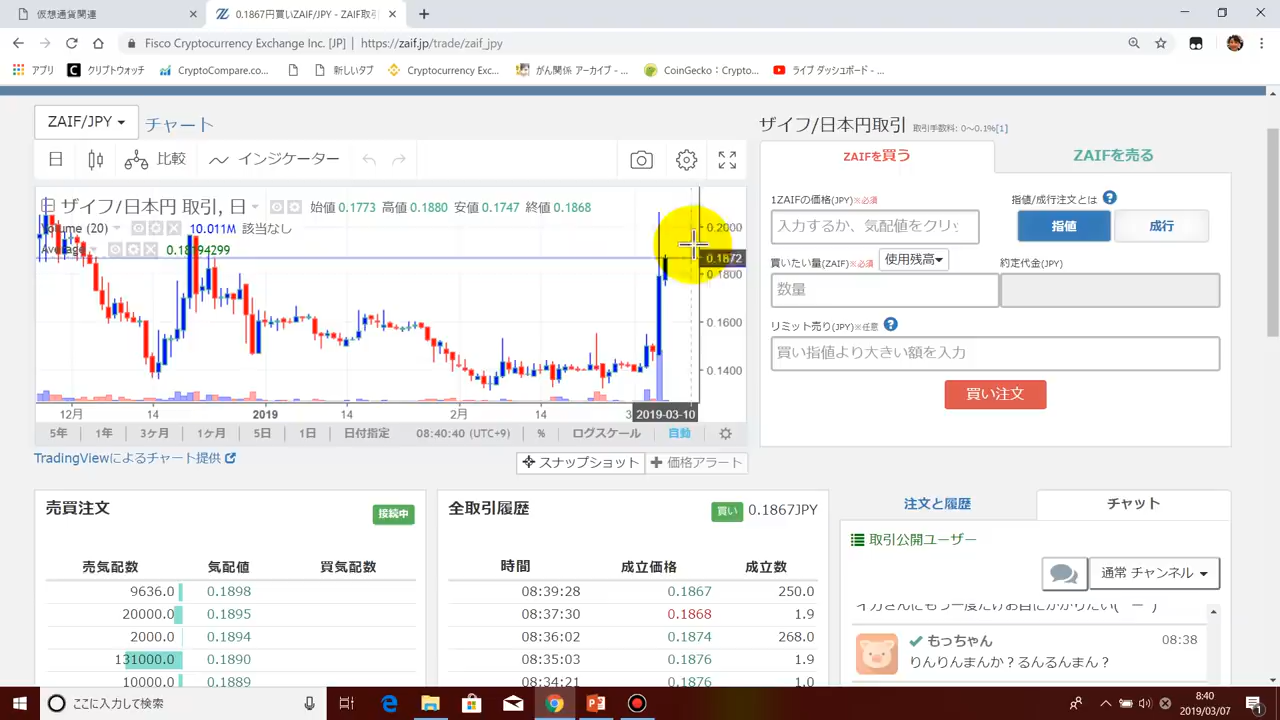 仮想通貨関連
0.1867円買いZAIF/JPY - ZAIF取引
Fisco Cryptocurrency Exchange Inc. [JP] | https://zaif.jp/trade/zaif_jpy
アプリ クリプトウォッチ CryptoCompare.co... 新しいタブ Cryptocurrency Exc... がん関係 アーカイブ - ... CoinGecko：Crypto... ライブ ダッシュボード - ...
ZAIF/JPY チャート
日 比較 インジケーター
ザイフ/日本円 取引, 日 始値 0.1773 高値 0.1880 安値 0.1747 終値 0.1868
Volume (20) 10.011M 該当なし
Average 0.18194299
0.2000
0.1872
0.1800
0.1600
0.1400
12月 14 2019 14 2月 14 3 2019-03-10
5年 1年 3ヶ月 1ヶ月 5日 1日 日付指定 08:40:40 (UTC+9) % ログスケール 自動
TradingViewによるチャート提供
スナップショット 価格アラート
ザイフ/日本円取引 取引手数料: 0～0.1%[1]
ZAIFを買う ZAIFを売る
1ZAIFの価格(JPY)※必須 指値/成行注文とは
入力するか、気配値をクリッ 指値 成行
買いたい量(ZAIF)※必須 使用残高 約定代金(JPY)
数量
リミット売り(JPY)※任意
買い指値より大きい額を入力
買い注文
売買注文 接続中
売気配数 気配値 買気配数
9636.0 0.1898
20000.0 0.1895
2000.0 0.1894
131000.0 0.1890
10000.0 0.1889
全取引履歴 買い 0.1867JPY
時間 成立価格 成立数
08:39:28 0.1867 250.0
08:37:30 0.1868 1.9
08:36:02 0.1874 268.0
08:35:03 0.1876 1.9
08:34:21 0.1876 1.0
注文と履歴 チャット
取引公開ユーザー
通常 チャンネル
イカさんにもう一度だけお目にかかりたい(
もっちゃん 08:38
りんりんまんか？るんるんまん？
ここに入力して検索
8:40
2019/03/07
1